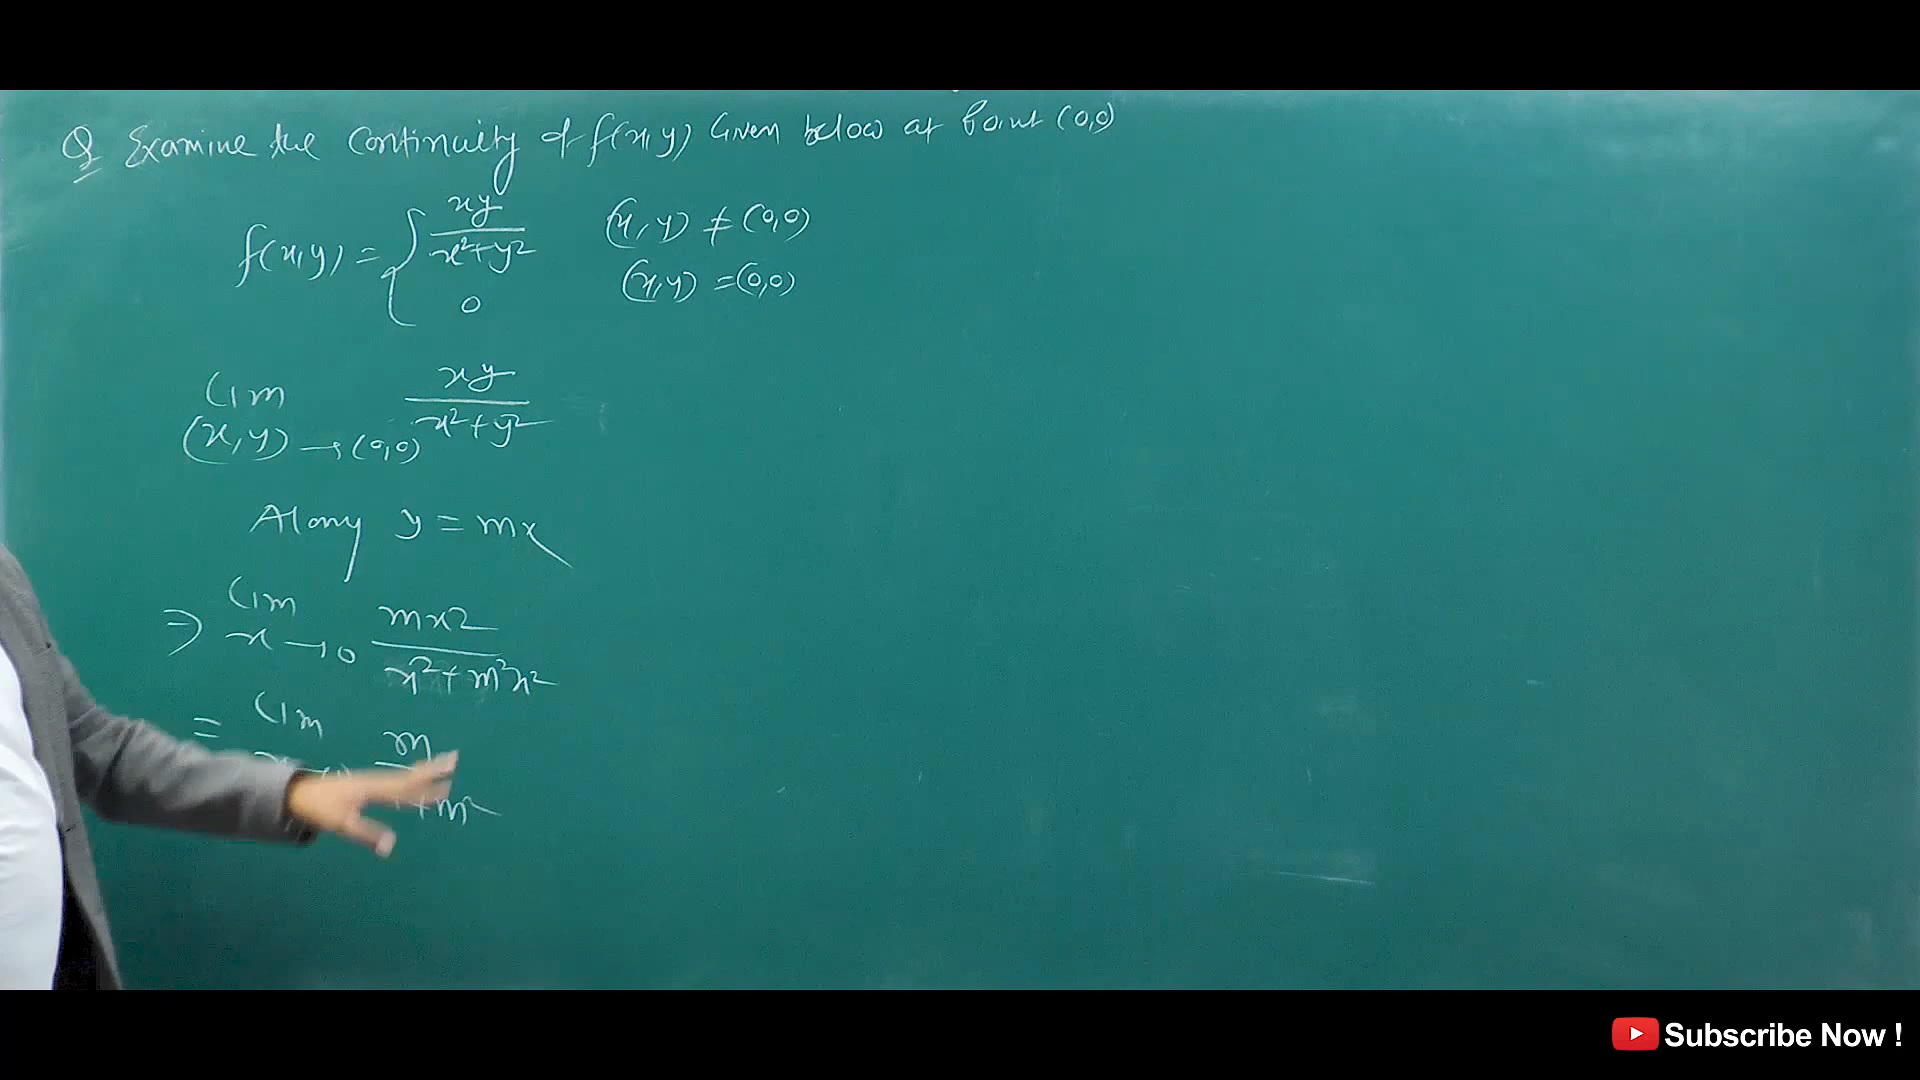 Q Examine the Continuity of f(x,y) Given below at Point (0,0)
f(x,y) = { xy / x²+y² (x,y) ≠ (0,0)
0 (x,y) = (0,0)
Lim (x,y) → (0,0) xy / x²+y²
Along y = mx
⇒ Lim x→0 mx2 / x²+m²x²
= Lim m / +m²
Subscribe Now !